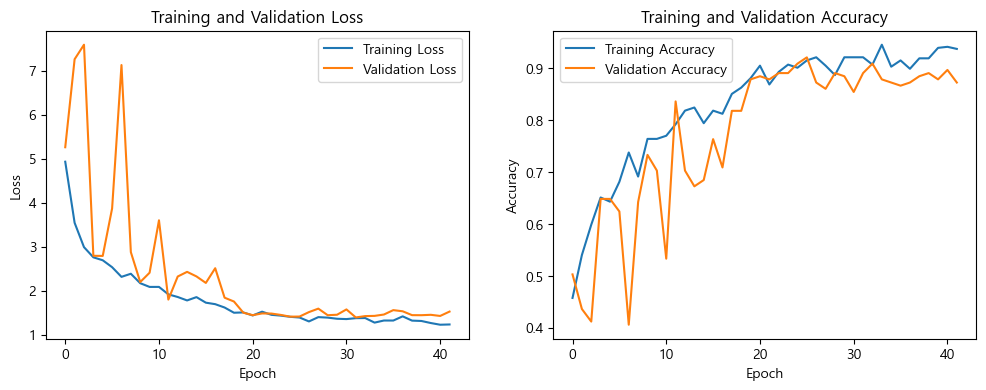 Training and Validation Loss
Training Loss
Validation Loss
Loss
7
6
5
4
3
2
1
0
10
20
30
40
Epoch
Training and Validation Accuracy
Training Accuracy
Validation Accuracy
Accuracy
0.9
0.8
0.7
0.6
0.5
0.4
0
10
20
30
40
Epoch